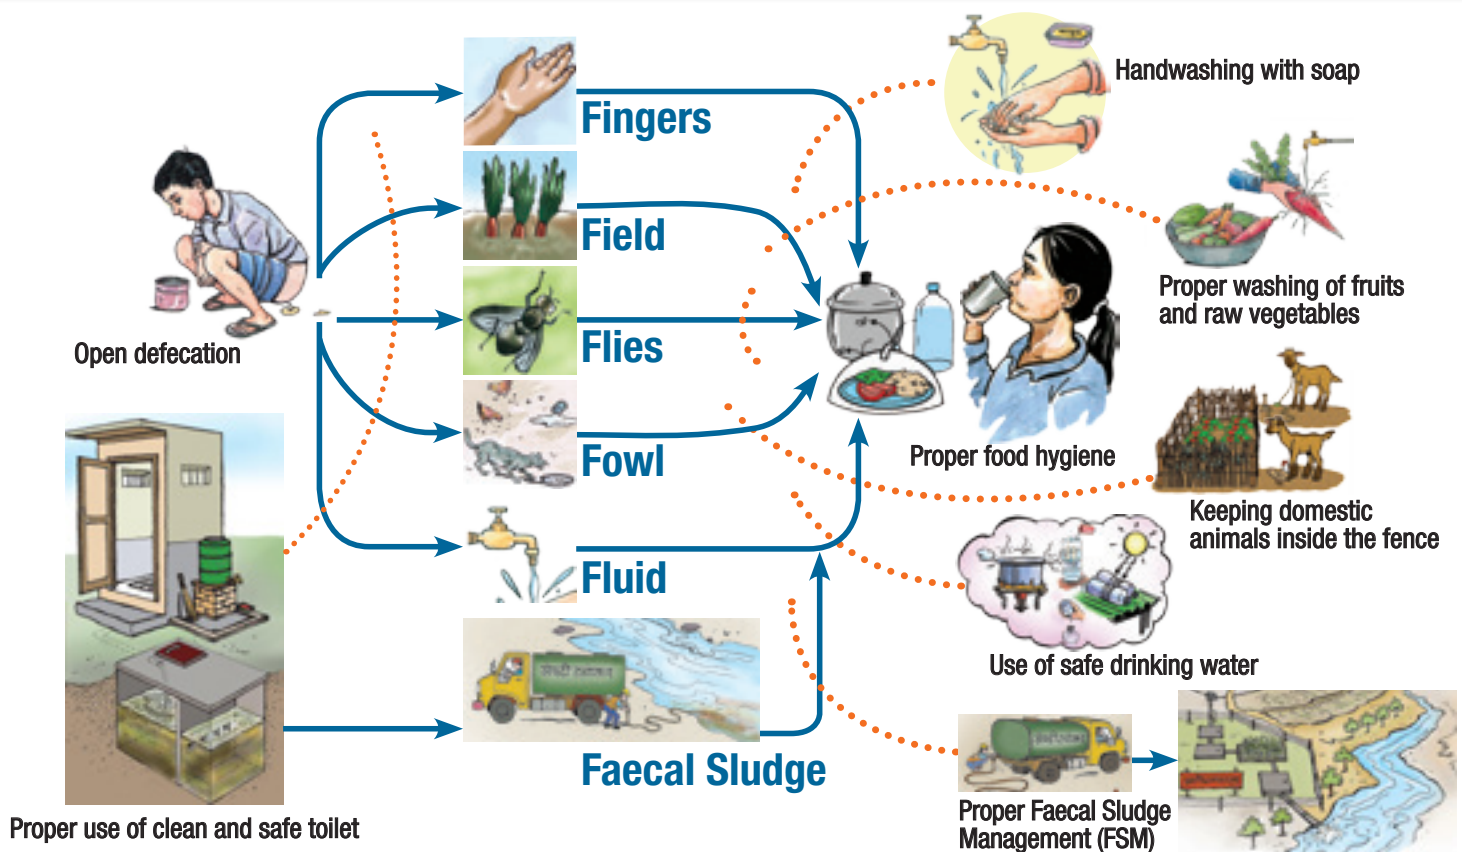 Handwashing with soap
Fingers
Field
Proper washing of fruits
and raw vegetables
Flies
Open defecation
Fowl
Proper food hygiene
Keeping domestic
animals inside the fence
Fluid
Use of safe drinking water
Faecal Sludge
Proper Faecal Sludge
Management (FSM)
Proper use of clean and safe toilet